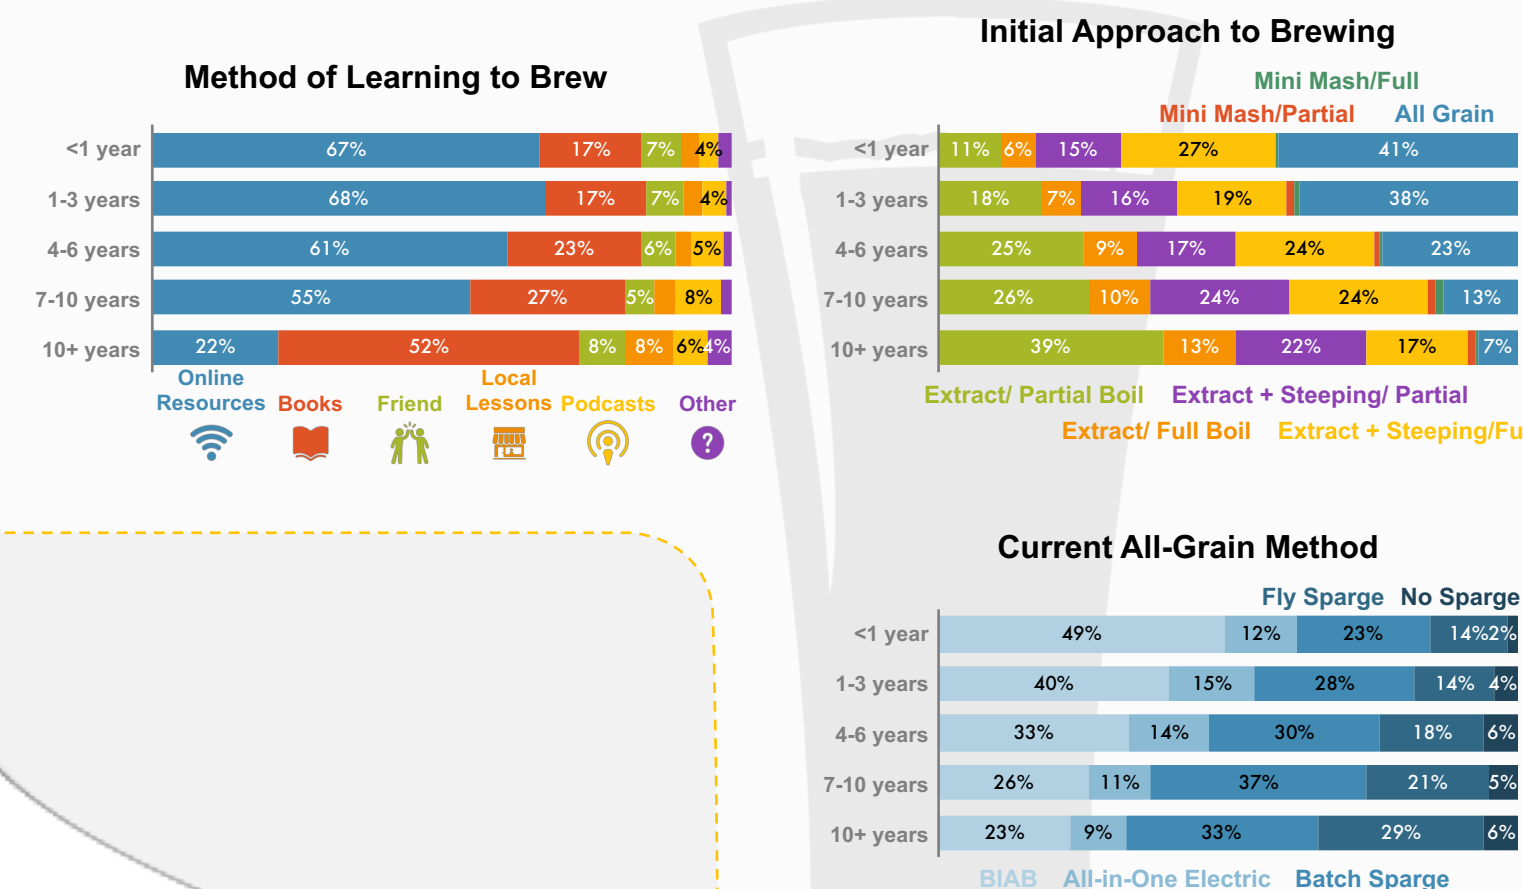 Method of Learning to Brew
<1 year 67% 17% 7% 4%
1-3 years 68% 17% 7% 4%
4-6 years 61% 23% 6% 5%
7-10 years 55% 27% 5% 8%
10+ years 22% 52% 8% 8% 6% 4%
Online Resources Books Friend Local Lessons Podcasts Other
?
Initial Approach to Brewing
Mini Mash/Full
Mini Mash/Partial All Grain
<1 year 11% 6% 15% 27% 41%
1-3 years 18% 7% 16% 19% 38%
4-6 years 25% 9% 17% 24% 23%
7-10 years 26% 10% 24% 24% 13%
10+ years 39% 13% 22% 17% 7%
Extract/ Partial Boil Extract + Steeping/ Partial
Extract/ Full Boil Extract + Steeping/Fu
Current All-Grain Method
Fly Sparge No Sparge
<1 year 49% 12% 23% 14% 2%
1-3 years 40% 15% 28% 14% 4%
4-6 years 33% 14% 30% 18% 6%
7-10 years 26% 11% 37% 21% 5%
10+ years 23% 9% 33% 29% 6%
BIAB All-in-One Electric Batch Sparge